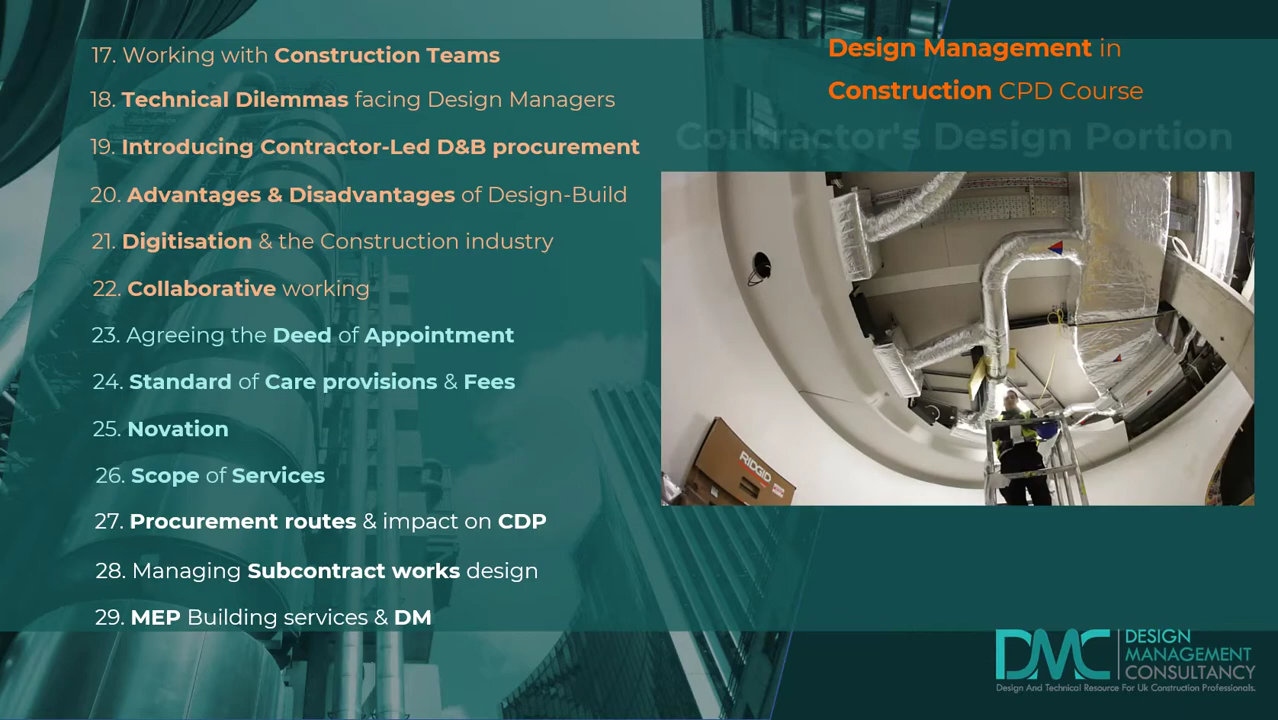 17. Working with Construction Teams
18. Technical Dilemmas facing Design Managers
19. Introducing Contractor-Led D&B procurement
20. Advantages & Disadvantages of Design-Build
21. Digitisation & the Construction industry
22. Collaborative working
23. Agreeing the Deed of Appointment
24. Standard of Care provisions & Fees
25. Novation
26. Scope of Services
27. Procurement routes & impact on CDP
28. Managing Subcontract works design
29. MEP Building services & DM
Design Management in
Construction CPD Course
Contractor's Design Portion
RIDGID
DMC
DESIGN
MANAGEMENT
CONSULTANCY
Design And Technical Resource For Uk Construction Professionals.